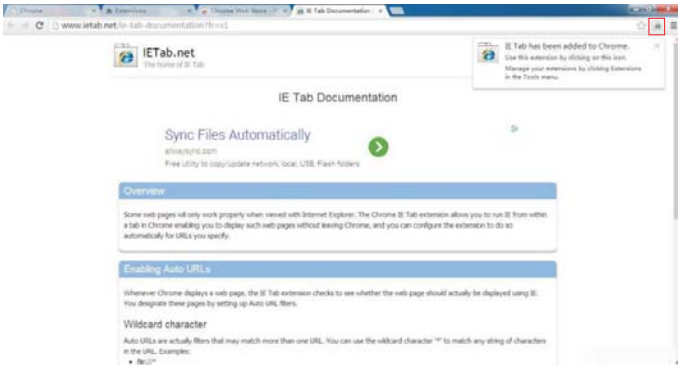 Chrome
Extensions
Chrome Web Store
IE Tab Documentation
www.ietab.net/ie-tab-documentation?fr=v1
IETab.net
The home of IE Tab
IE Tab has been added to Chrome.
Use this extension by clicking on this icon.
Manage your extensions by clicking Extensions
in the Tools menu.
IE Tab Documentation
Sync Files Automatically
allwaysync.com
Free utility to copy/update network, local, USB, Flash folders
Overview
Some web pages will only work properly when viewed with Internet Explorer. The Chrome IE Tab extension allows you to run IE from within
a tab in Chrome enabling you to display such web pages without leaving Chrome, and you can configure the extension to do so
automatically for URLs you specify.
Enabling Auto URLs
Whenever Chrome displays a web page, the IE Tab extension checks to see whether the web page should actually be displayed using IE.
You designate these pages by setting up Auto URL filters.
Wildcard character
Auto URLs are actually filters that may match more than one URL. You can use the wildcard character "*" to match any string of characters
in the URL. Examples: